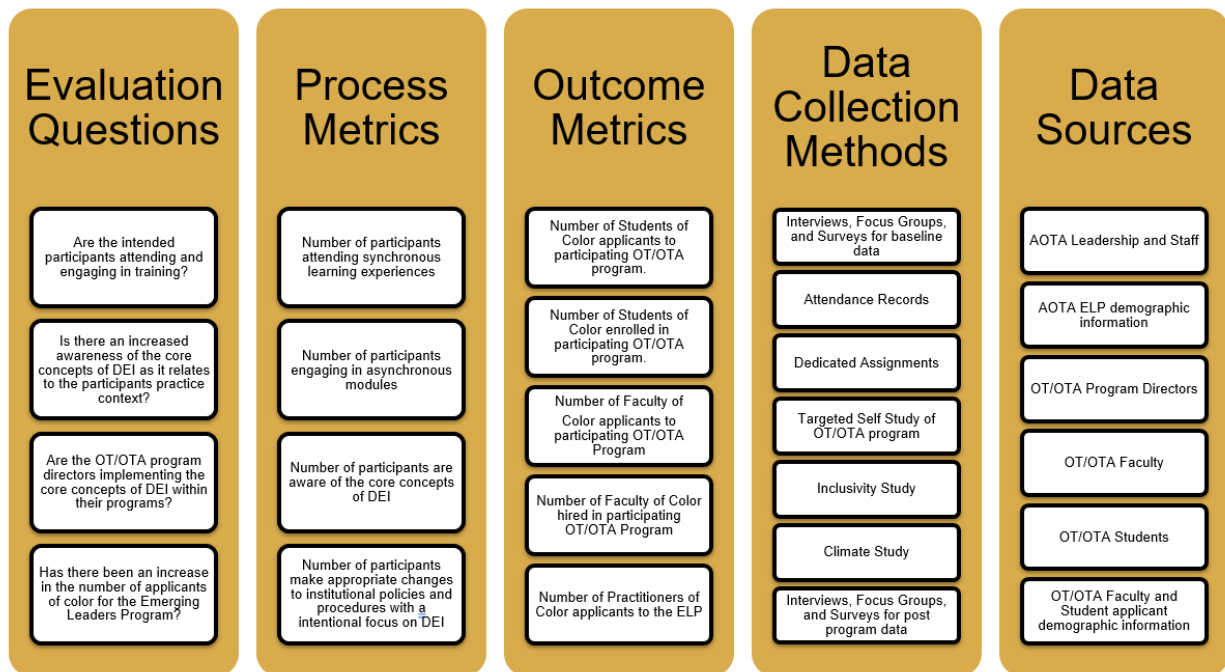 Evaluation
Questions
Are the intended
participants attending and
engaging in training?
Is there an increased
awareness of the core
concepts of DEI as it relates
to the participants practice
context?
Are the OT/OTA program
directors implementing the
core concepts of DEI within
their programs?
Has there been an increase
in the number of applicants
of color for the Emerging
Leaders Program?
Process
Metrics
Number of participants
attending synchronous
learning experiences
Number of participants
engaging in asynchronous
modules
Number of participants are
aware of the core concepts
of DEI
Number of participants
make appropriate changes
to institutional policies and
procedures with a
intentional focus on DEI
Outcome
Metrics
Number of Students of
Color applicants to
participating OT/OTA
program.
Number of Students of
Color enrolled in
participating OT/OTA
program.
Number of Faculty of
Color applicants to
participating OT/OTA
Program
Number of Faculty of Color
hired in participating
OT/OTA Program
Number of Practitioners of
Color applicants to the ELP
Data
Collection
Methods
Interviews, Focus Groups,
and Surveys for baseline
data
Attendance Records
Dedicated Assignments
Targeted Self Study of
OT/OTA program
Inclusivity Study
Climate Study
Interviews, Focus Groups,
and Surveys for post
program data
Data
Sources
AOTA Leadership and Staff
AOTA ELP demographic
information
OT/OTA Program Directors
OT/OTA Faculty
OT/OTA Students
OT/OTA Faculty and
Student applicant
demographic information